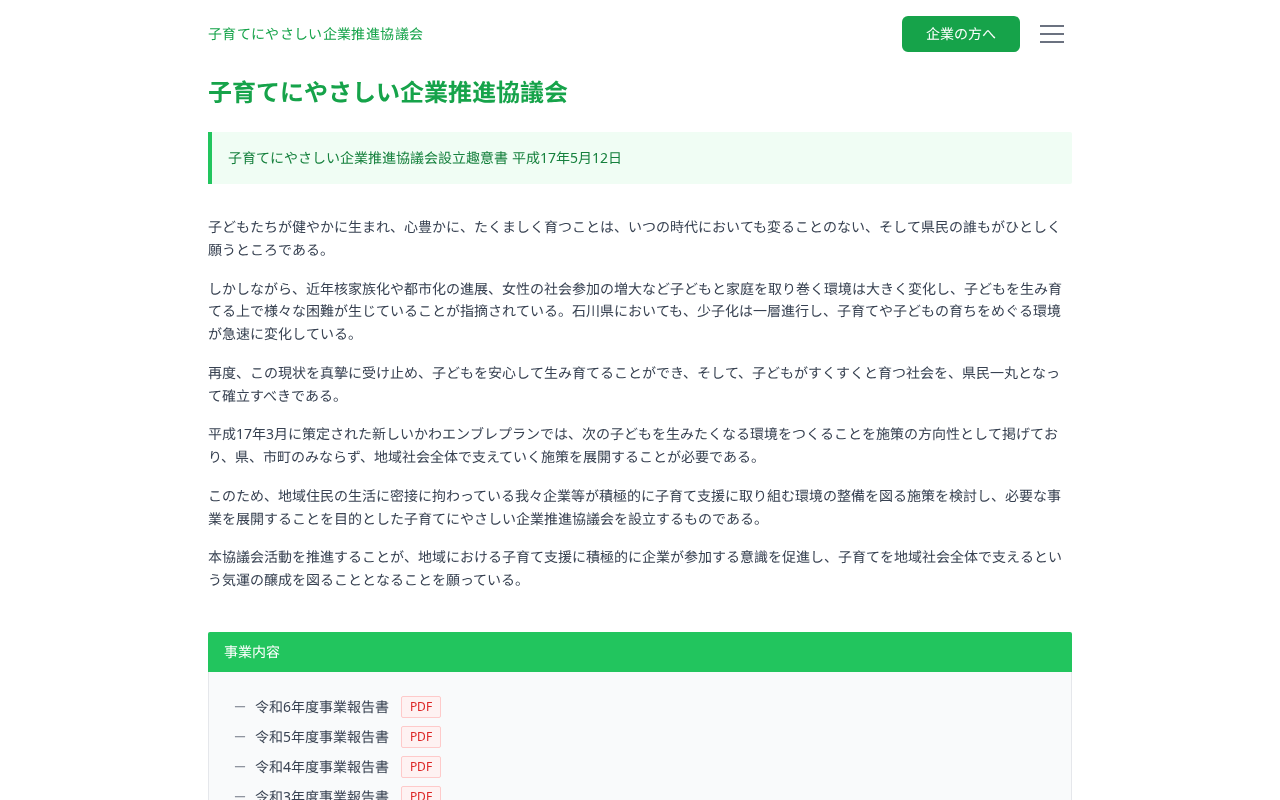 子育てにやさしい企業推進協議会
企業の方へ
子育てにやさしい企業推進協議会
子育てにやさしい企業推進協議会設立趣意書 平成17年5月12日
子どもたちが健やかに生まれ、心豊かに、たくましく育つことは、いつの時代においても変ることのない、そして県民の誰もがひとしく
願うところである。
しかしながら、近年核家族化や都市化の進展、女性の社会参加の増大など子どもと家庭を取り巻く環境は大きく変化し、子どもを生み育
てる上で様々な困難が生じていることが指摘されている。石川県においても、少子化は一層進行し、子育てや子どもの育ちをめぐる環境
が急速に変化している。
再度、この現状を真摯に受け止め、子どもを安心して生み育てることができ、そして、子どもがすくすくと育つ社会を、県民一丸となっ
て確立すべきである。
平成17年3月に策定された新しいかわエンブレプランでは、次の子どもを生みたくなる環境をつくることを施策の方向性として掲げてお
り、県、市町のみならず、地域社会全体で支えていく施策を展開することが必要である。
このため、地域住民の生活に密接に拘わっている我々企業等が積極的に子育て支援に取り組む環境の整備を図る施策を検討し、必要な事
業を展開することを目的とした子育てにやさしい企業推進協議会を設立するものである。
本協議会活動を推進することが、地域における子育て支援に積極的に企業が参加する意識を促進し、子育てを地域社会全体で支えるとい
う気運の醸成を図ることとなることを願っている。
事業内容
― 令和6年度事業報告書 PDF
― 令和5年度事業報告書 PDF
― 令和4年度事業報告書 PDF
― 令和3年度事業報告書 PDF